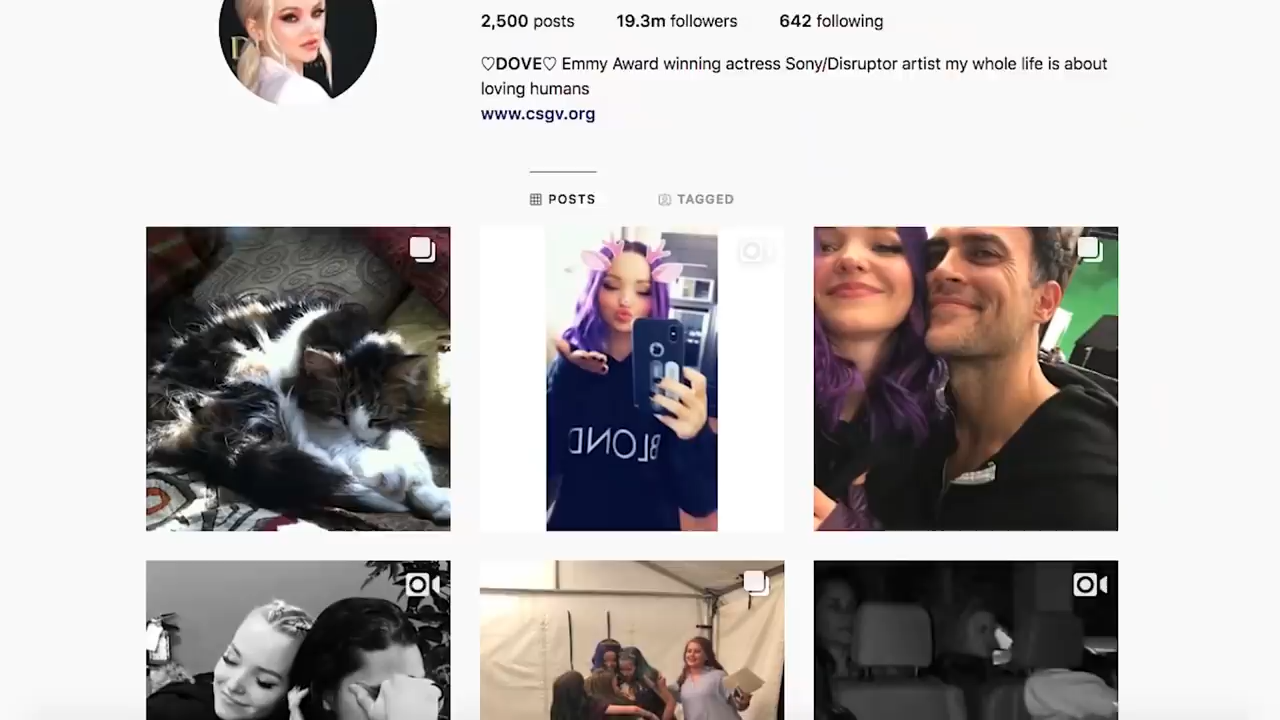 2,500 posts 19.3m followers 642 following
♡DOVE♡ Emmy Award winning actress Sony/Disruptor artist my whole life is about
loving humans
www.csgv.org
POSTS TAGGED
BLOND